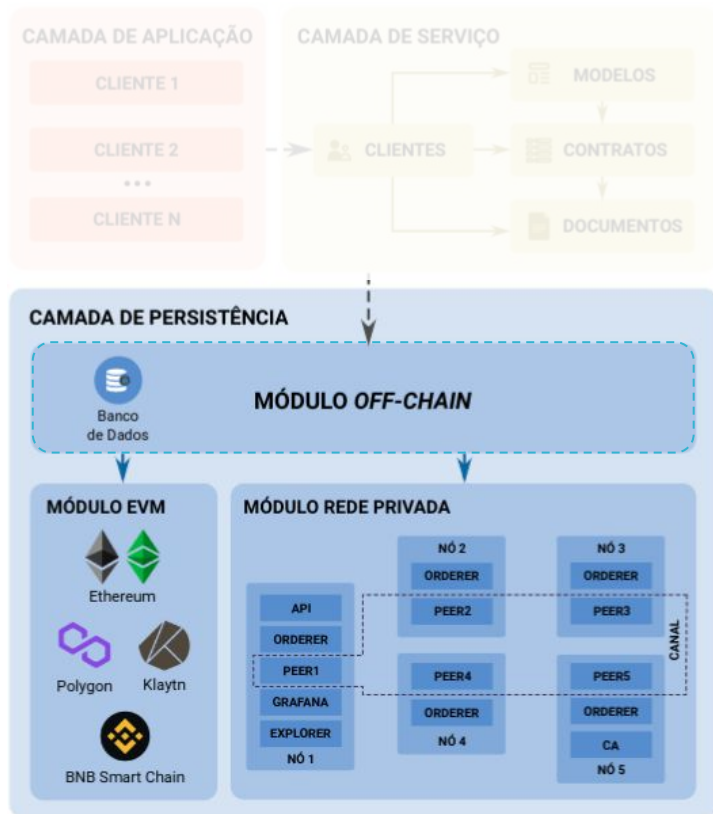 CAMADA DE APLICAÇÃO
CLIENTE 1
CLIENTE 2
...
CLIENTE N
CAMADA DE SERVIÇO
CLIENTES
MODELOS
CONTRATOS
DOCUMENTOS
CAMADA DE PERSISTÊNCIA
Banco
de Dados
MÓDULO OFF-CHAIN
MÓDULO EVM
Ethereum
Polygon
Klaytn
BNB Smart Chain
MÓDULO REDE PRIVADA
API
ORDERER
PEER1
GRAFANA
EXPLORER
NÓ 1
NÓ 2
ORDERER
PEER2
NÓ 3
ORDERER
PEER3
PEER4
ORDERER
NÓ 4
PEER5
ORDERER
CA
NÓ 5
CANAL